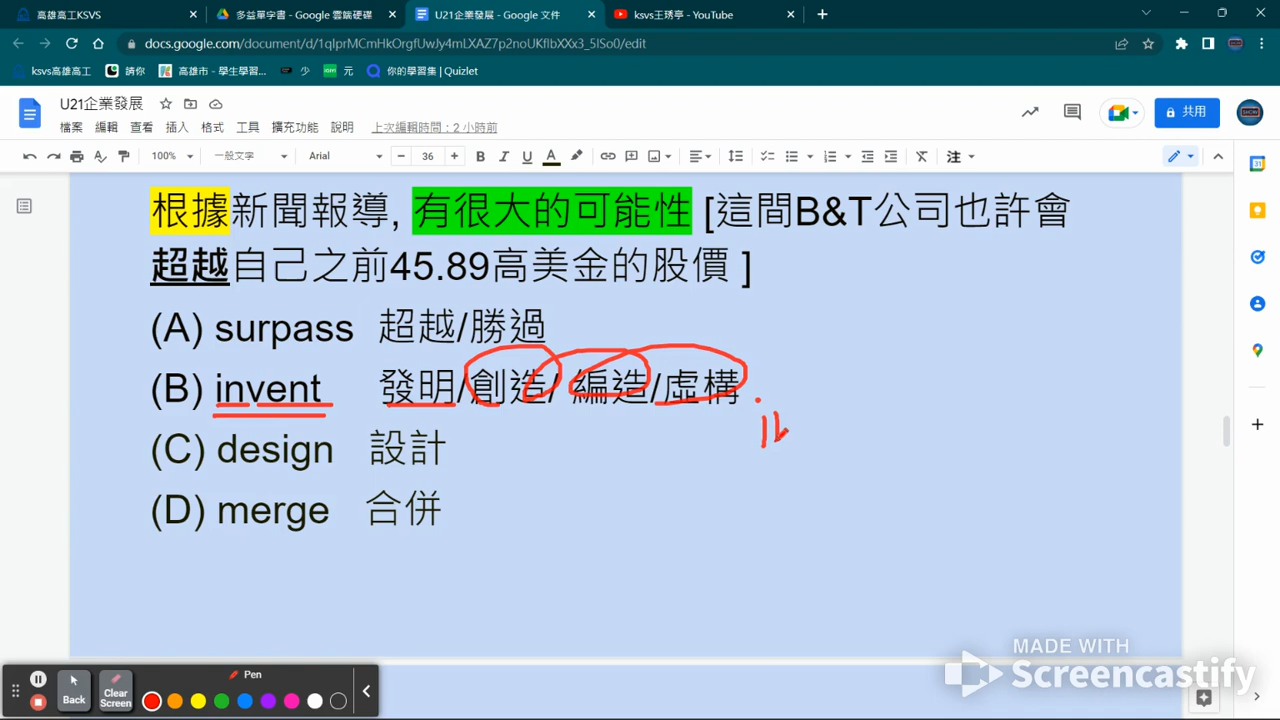 高雄高工KSVS
多益單字書 - Google 雲端硬碟
U21企業發展 - Google 文件
ksvs王琇亭 - YouTube
docs.google.com/document/d/
ksvs高雄高工
請你
高雄市 - 學生學習...
少
元
你的學習集 | Quizlet
U21企業發展
檔案 編輯 查看 插入 格式 工具 擴充功能 說明 上次編輯時間：2 小時前
共用
100% 一般文字 Arial 36 B I U A 注
根據新聞報導, 有很大的可能性 [這間B&T公司也許會
超越自己之前45.89高美金的股價 ]
(A) surpass 超越/勝過
(B) invent 發明/創造/ 編造/虛構
(C) design 設計
(D) merge 合併
MADE WITH
Screencastify
Pen
Back
Clear Screen